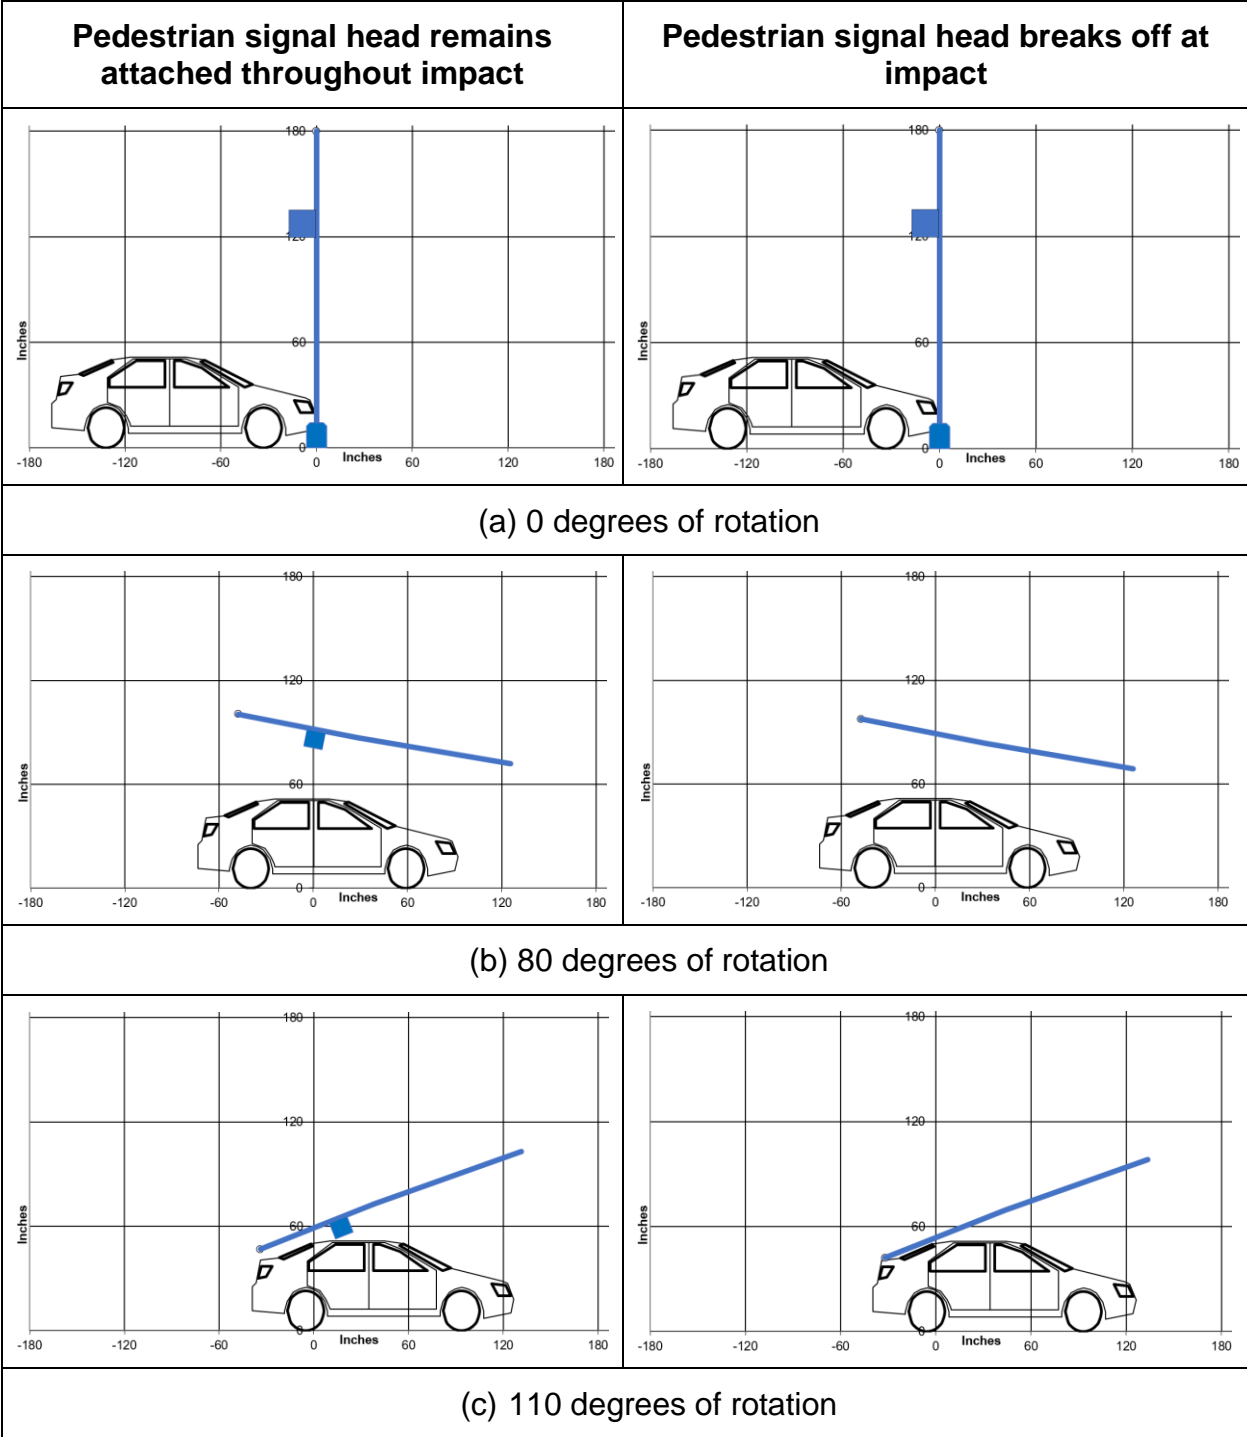 Pedestrian signal head remains
attached throughout impact
Pedestrian signal head breaks off at
impact
180
120
60
0
Inches
-180 -120 -60 0 60 120 180
Inches
180
120
60
0
Inches
-180 -120 -60 0 60 120 180
Inches
(a) 0 degrees of rotation
180
120
60
0
Inches
-180 -120 -60 0 60 120 180
Inches
180
120
60
0
Inches
-180 -120 -60 0 60 120 180
Inches
(b) 80 degrees of rotation
180
120
60
0
Inches
-180 -120 -60 0 60 120 180
Inches
180
120
60
0
Inches
-180 -120 -60 0 60 120 180
Inches
(c) 110 degrees of rotation